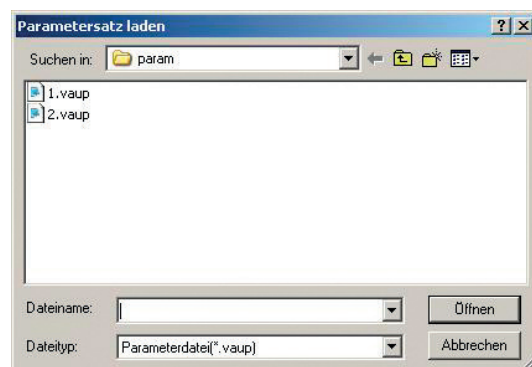 Parametersatz laden
Suchen in: param
1.vaup
2.vaup
Dateiname: Öffnen
Dateityp: Parameterdatei(*.vaup) Abbrechen